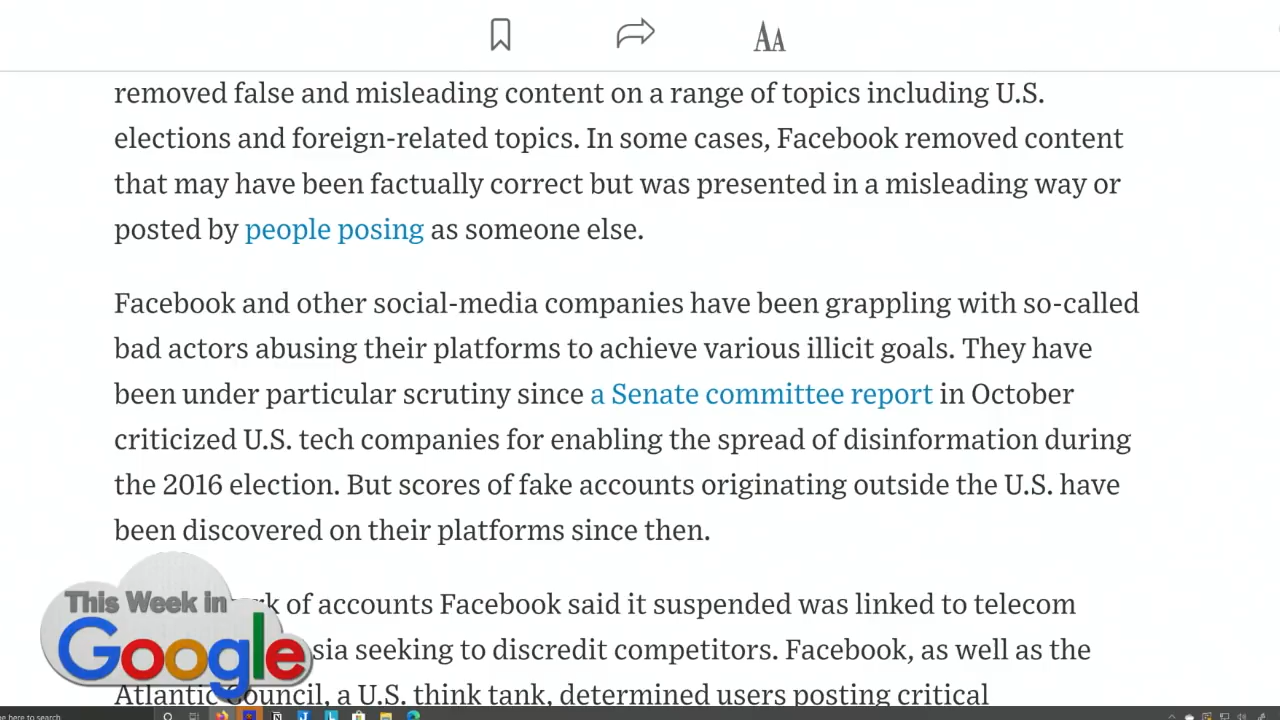 removed false and misleading content on a range of topics including U.S.
elections and foreign-related topics. In some cases, Facebook removed content
that may have been factually correct but was presented in a misleading way or
posted by people posing as someone else.
Facebook and other social-media companies have been grappling with so-called
bad actors abusing their platforms to achieve various illicit goals. They have
been under particular scrutiny since a Senate committee report in October
criticized U.S. tech companies for enabling the spread of disinformation during
the 2016 election. But scores of fake accounts originating outside the U.S. have
been discovered on their platforms since then.
of accounts Facebook said it suspended was linked to telecom
seeking to discredit competitors. Facebook, as well as the
Atlantic Council, a U.S. think tank, determined users posting critical
This Week in
Google
AA
here to search